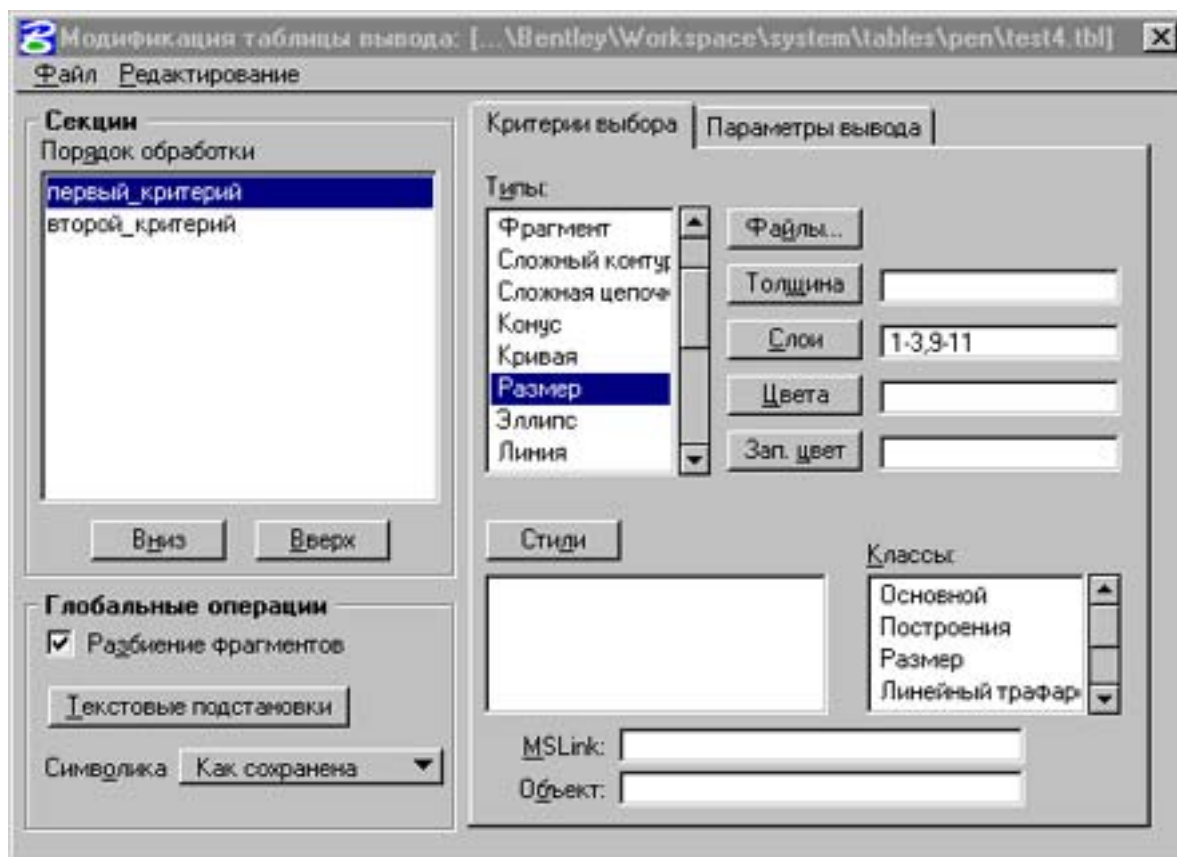 Модификация таблицы вывода: [...\Bentley\Workspace\system\tables\pen\test4.tbl]
Файл Редактирование
Секции
Порядок обработки
первый_критерий
второй_критерий
Вниз Вверх
Глобальные операции
Разбиение фрагментов
Текстовые подстановки
Символика Как сохранена
Критерии выбора Параметры вывода
Типы:
Фрагмент
Сложный контур
Сложная цепочк
Конус
Кривая
Размер
Эллипс
Линия
Файлы...
Толщина
Слои 1-3,9-11
Цвета
Зап. цвет
Стили
Классы:
Основной
Построения
Размер
Линейный трафар
MSLink:
Объект: